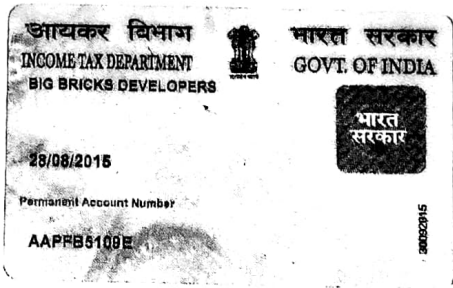 आयकर विभाग
INCOME TAX DEPARTMENT
BIG BRICKS DEVELOPERS
भारत सरकार
GOVT. OF INDIA
भारत
सरकार
28/08/2015
Permanent Account Number
AAPFB5109E
30092015